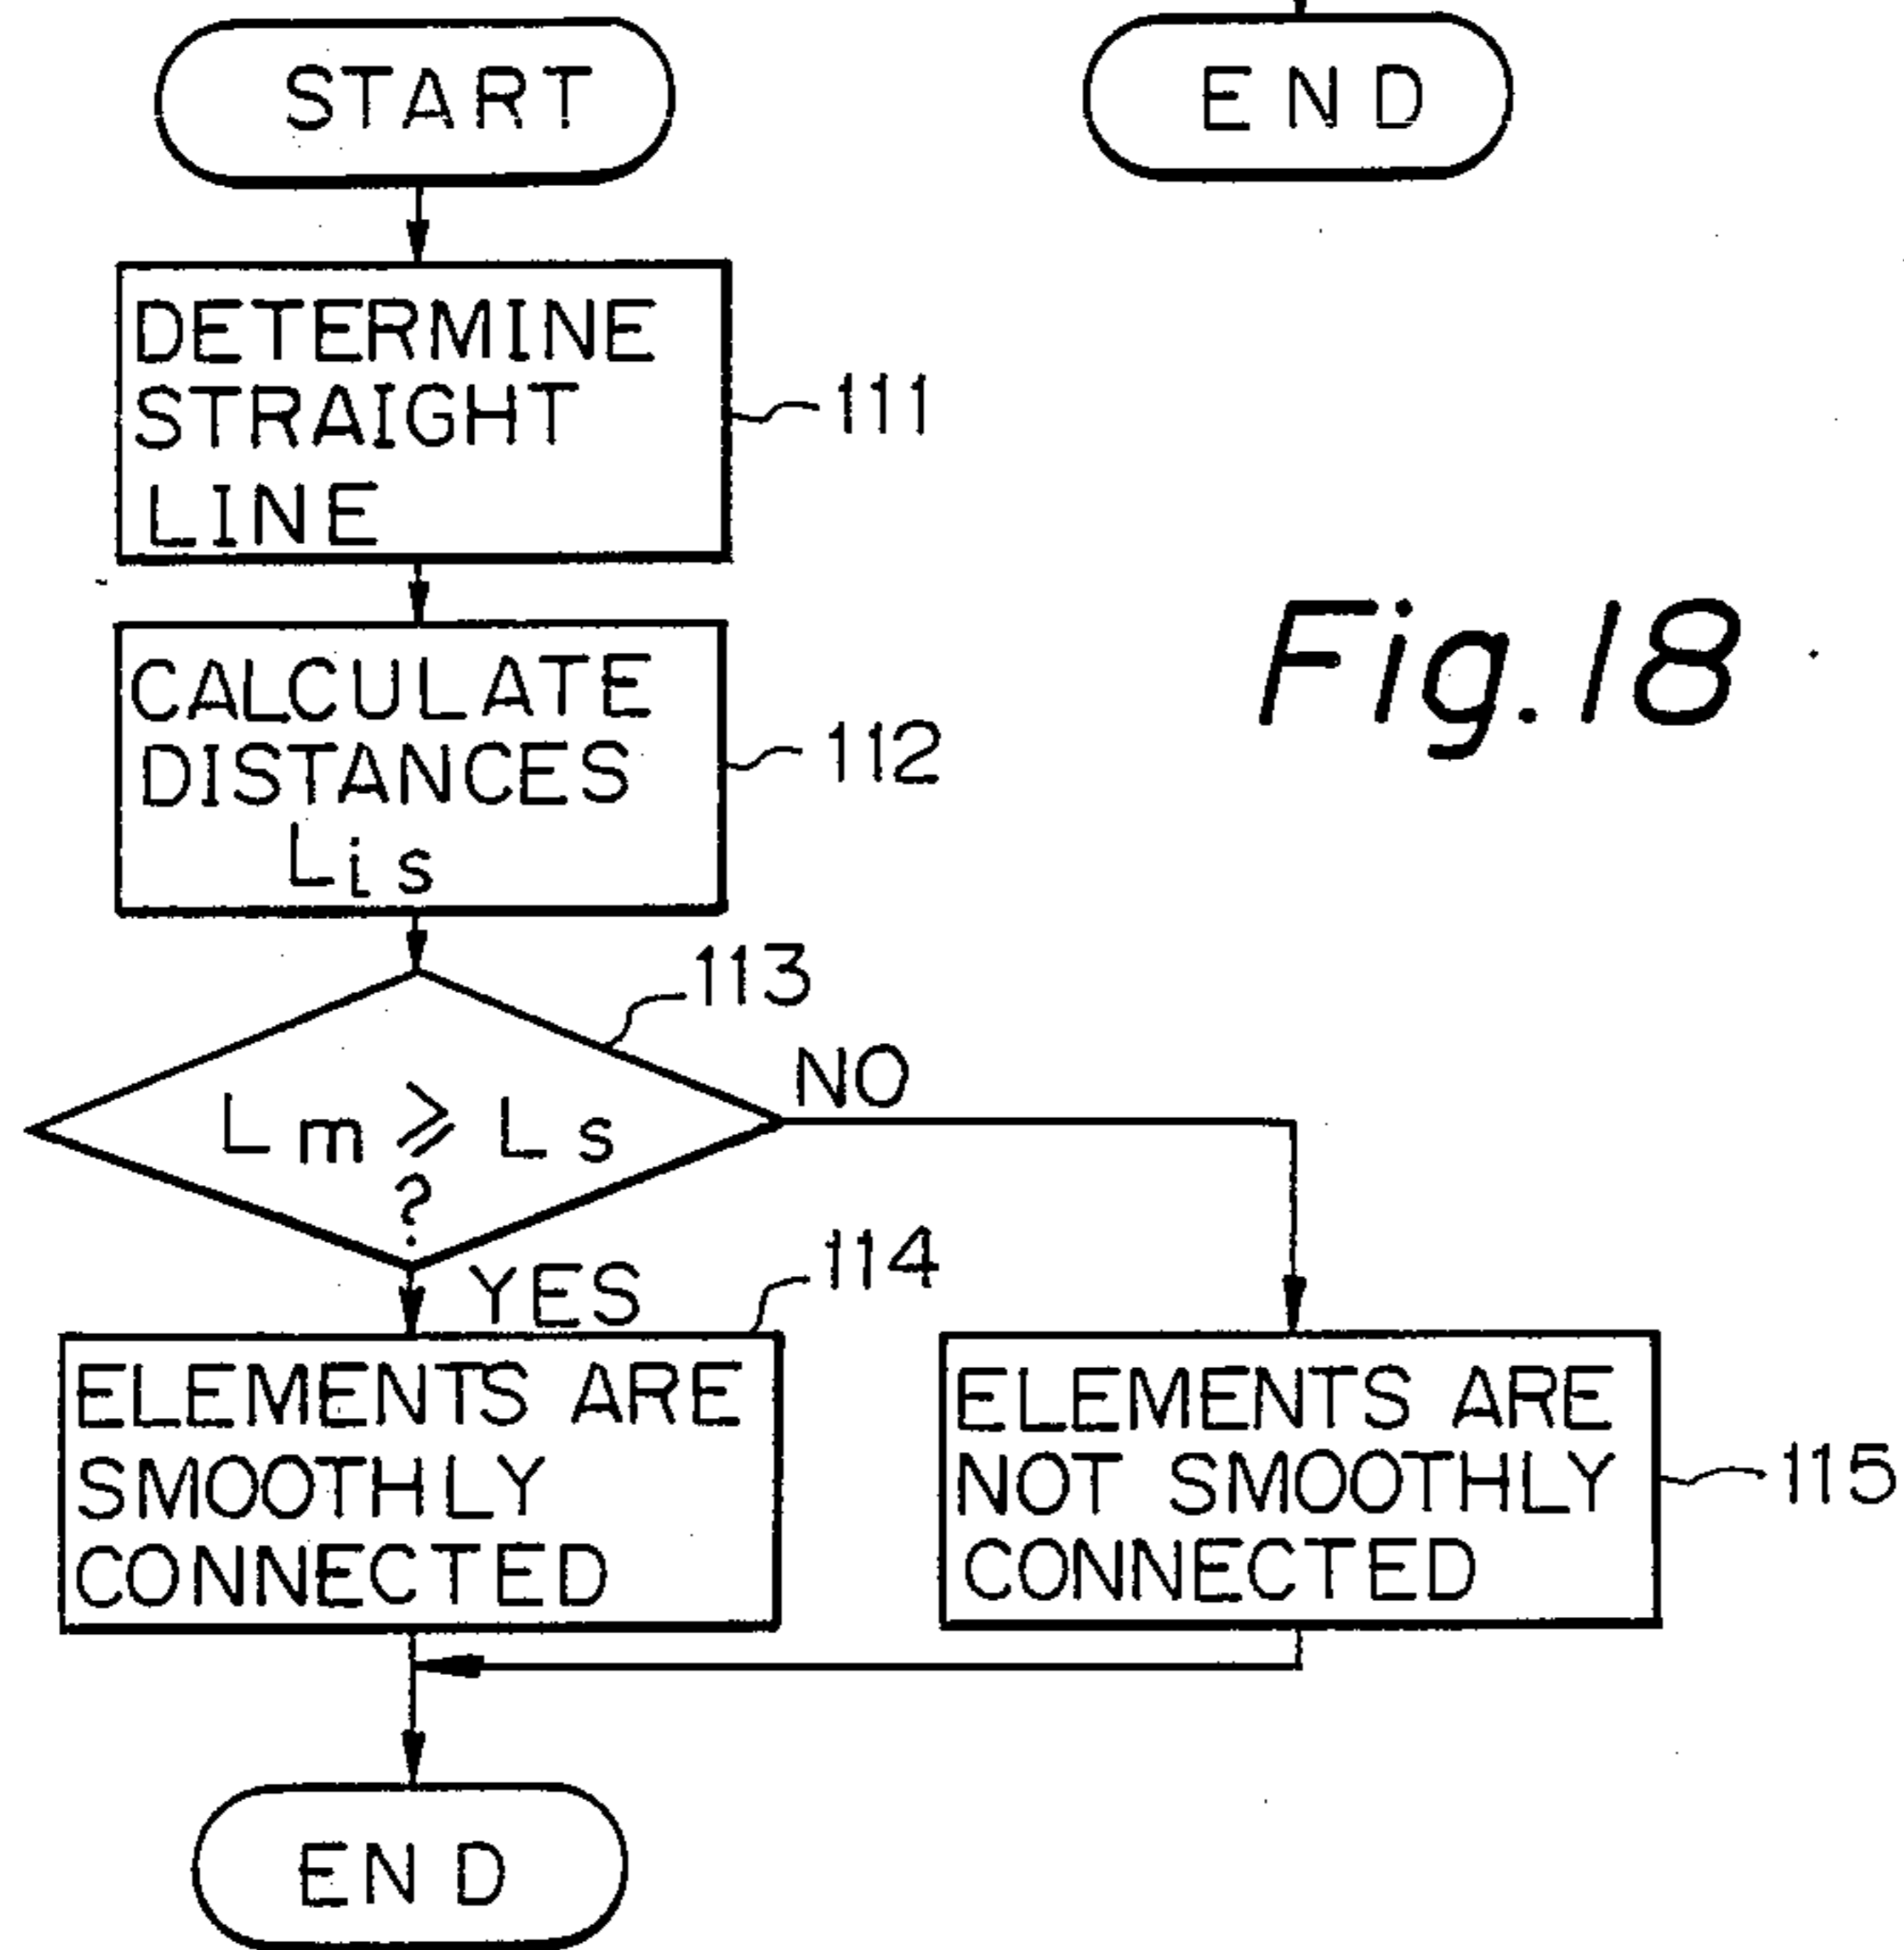 START
END
DETERMINE
STRAIGHT
LINE
111
Fig.18
CALCULATE
DISTANCES
Lis
112
113
Lm ≥ Ls
?
NO
YES
114
ELEMENTS ARE
SMOOTHLY
CONNECTED
ELEMENTS ARE
NOT SMOOTHLY
CONNECTED
115
END